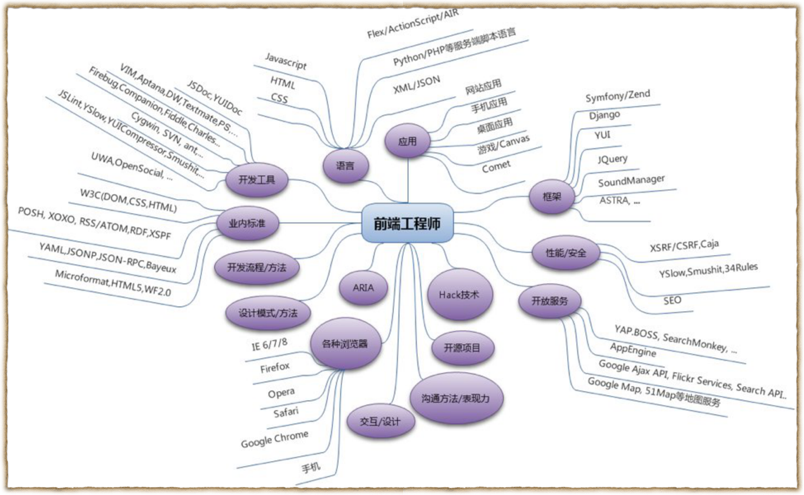 前端工程师
语言
Javascript
HTML
CSS
Flex/ActionScript/AIR
Python/PHP等服务端脚本语言
XML/JSON
应用
网站应用
手机应用
桌面应用
游戏/Canvas
Comet
框架
Symfony/Zend
Django
YUI
JQuery
SoundManager
ASTRA, ...
性能/安全
XSRF/CSRF,Caja
YSlow,Smushit,34Rules
SEO
开放服务
YAP.BOSS, SearchMonkey, ...
AppEngine
Google Ajax API, Flickr Services, Search API..
Google Map, 51Map等地图服务
Hack技术
开源项目
沟通方法/表现力
交互/设计
ARIA
各种浏览器
IE 6/7/8
Firefox
Opera
Safari
Google Chrome
手机
设计模式/方法
开发流程/方法
业内标准
UWA,OpenSocial, ...
W3C(DOM,CSS,HTML)
POSH, XOXO, RSS/ATOM,RDF,XSPF
YAML,JSONP,JSON-RPC,Bayeux
Microformat,HTML5,WF2.0
开发工具
JSDoc,YUIDoc
VIM,Aptana,DW,Textmate,PS,...
Firebug,Companion,Fiddle,Charles...
Cygwin, SVN, ant,...
JSLint,YSlow,YUICompressor,Smushit,...